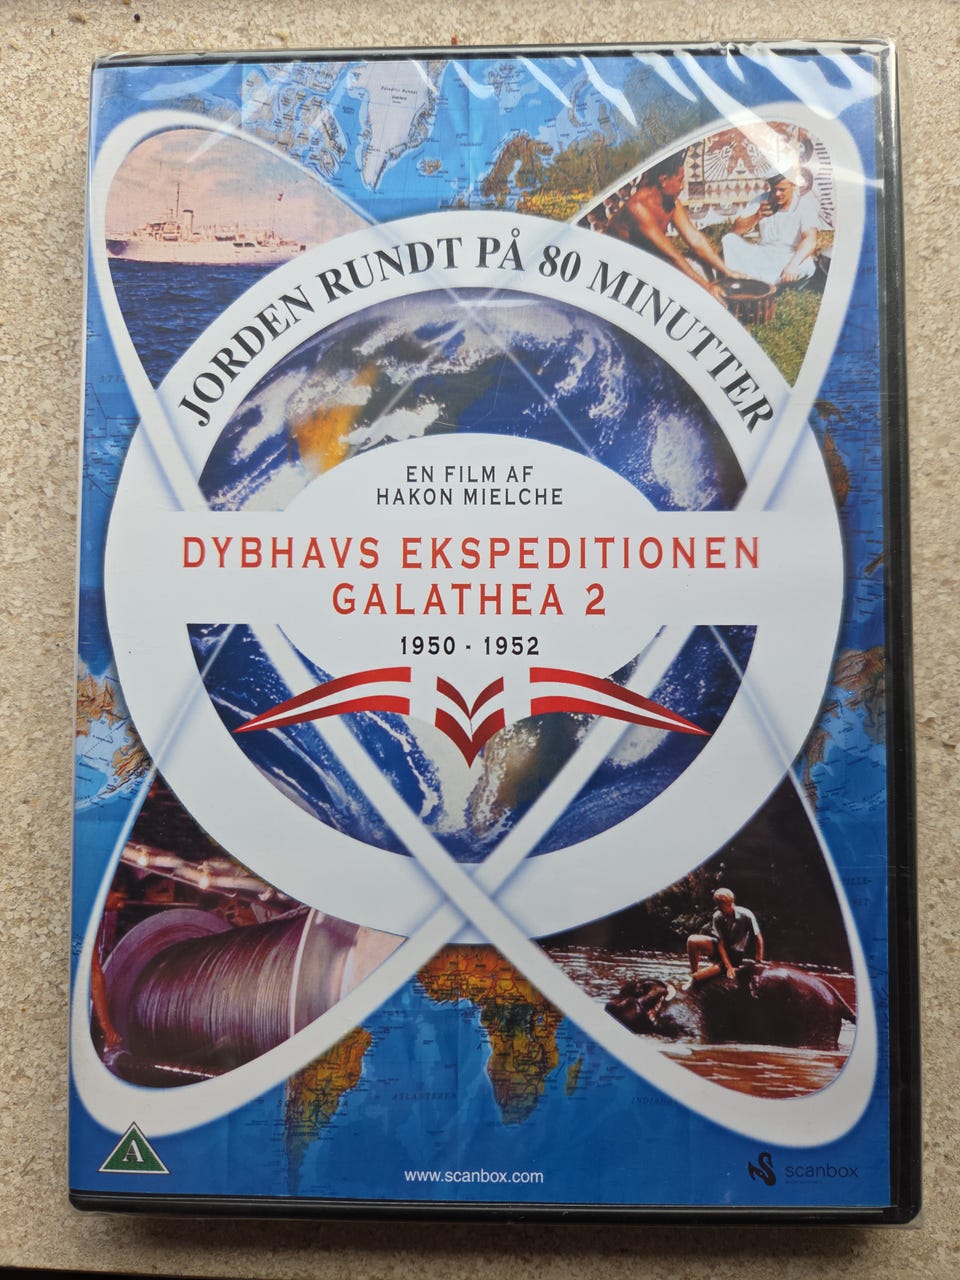 JORDEN RUNDT PÅ 80 MINUTTER
EN FILM AF
HAKON MIELCHE
DYBHAVS EKSPEDITIONEN
GALATHEA 2
1950 - 1952
ATLANTEREN
A
www.scanbox.com
scanbox